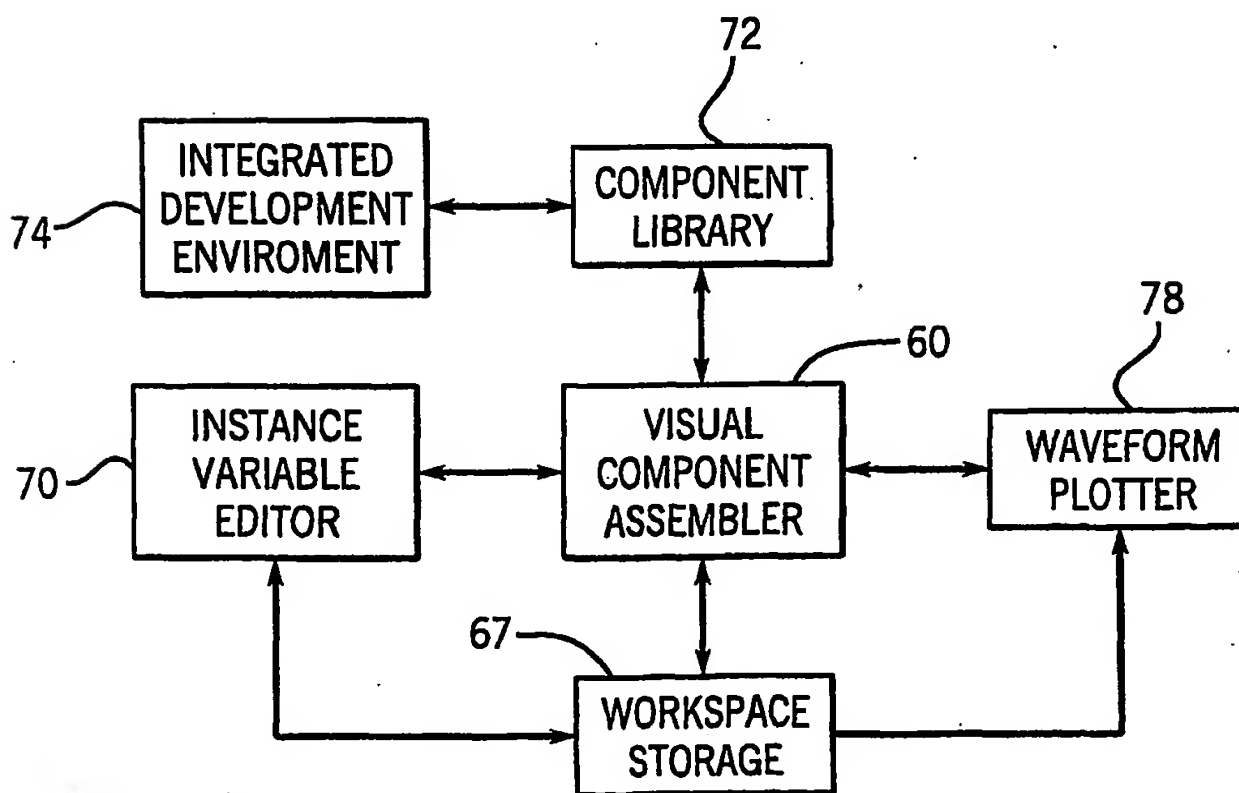 72
INTEGRATED
DEVELOPMENT
ENVIROMENT
COMPONENT
LIBRARY
74
78
60
INSTANCE
VARIABLE
EDITOR
VISUAL
COMPONENT
ASSEMBLER
WAVEFORM
PLOTTER
70
67
WORKSPACE
STORAGE